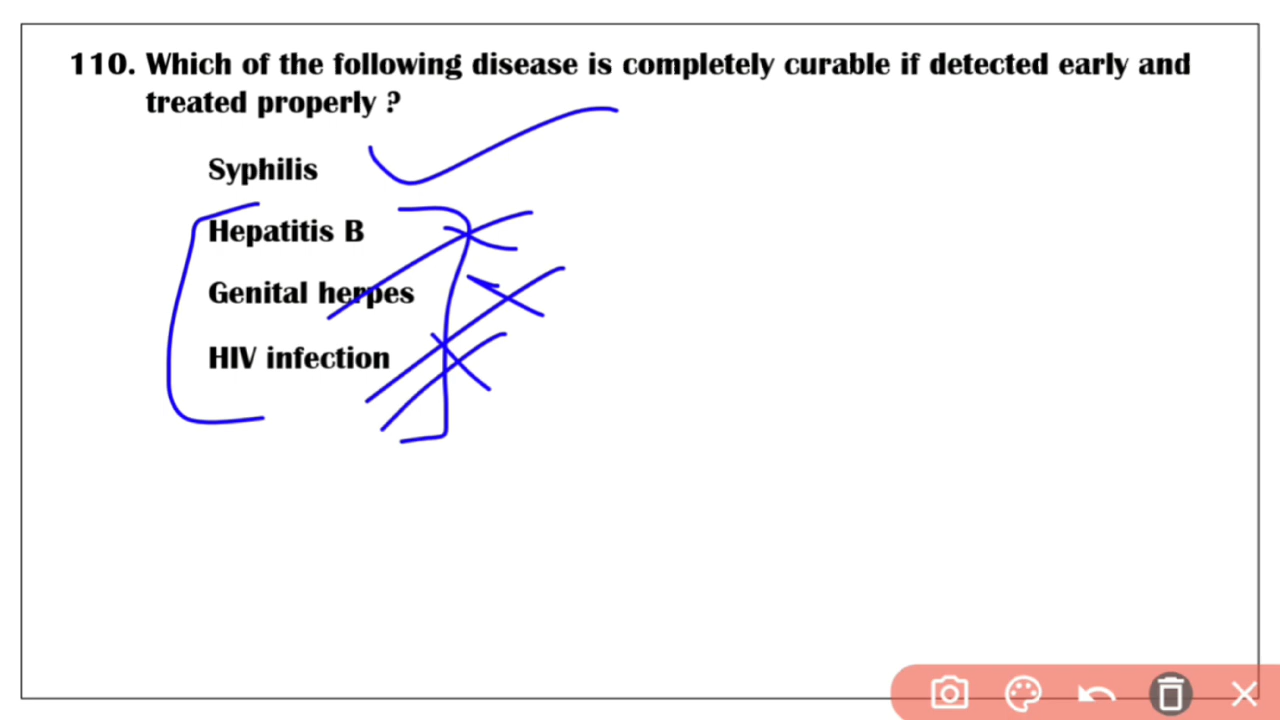 110. Which of the following disease is completely curable if detected early and
treated properly ?
Syphilis
Hepatitis B
Genital herpes
HIV infection